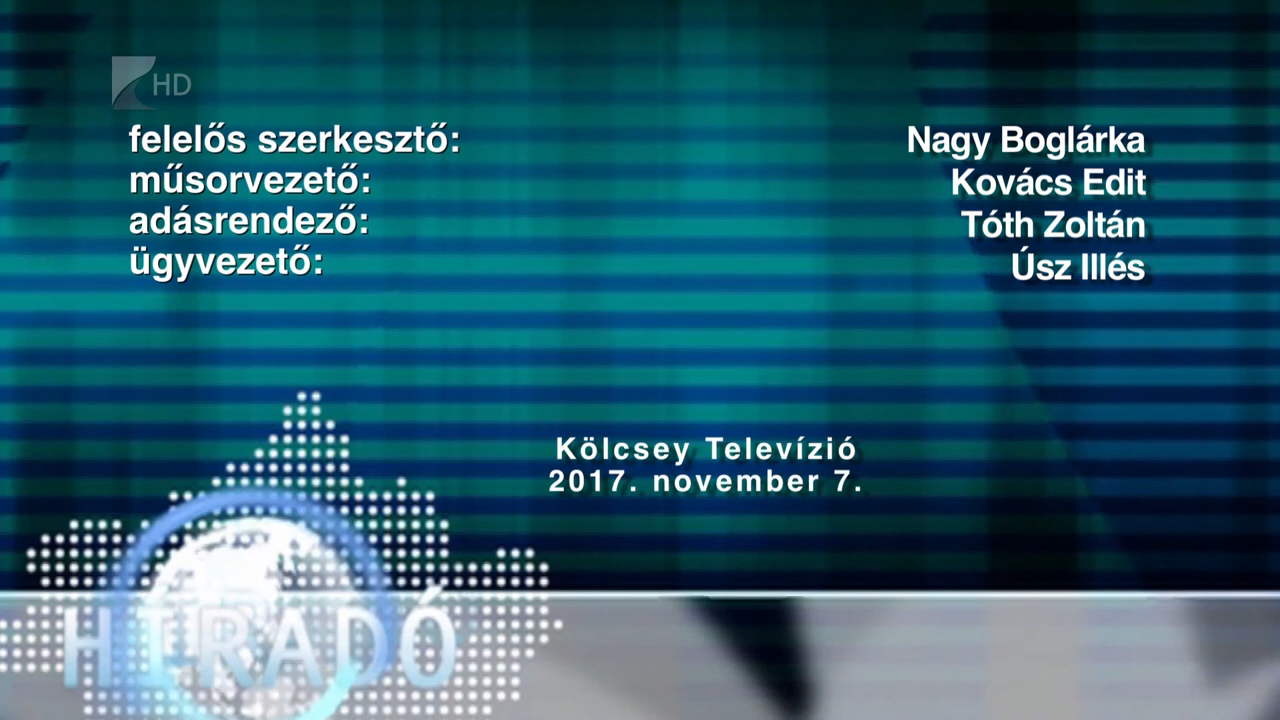 HD
felelős szerkesztő: Nagy Boglárka
műsorvezető: Kovács Edit
adásrendező: Tóth Zoltán
ügyvezető: Úsz Illés
Kölcsey Televízió
2017. november 7.
HÍRADÓ